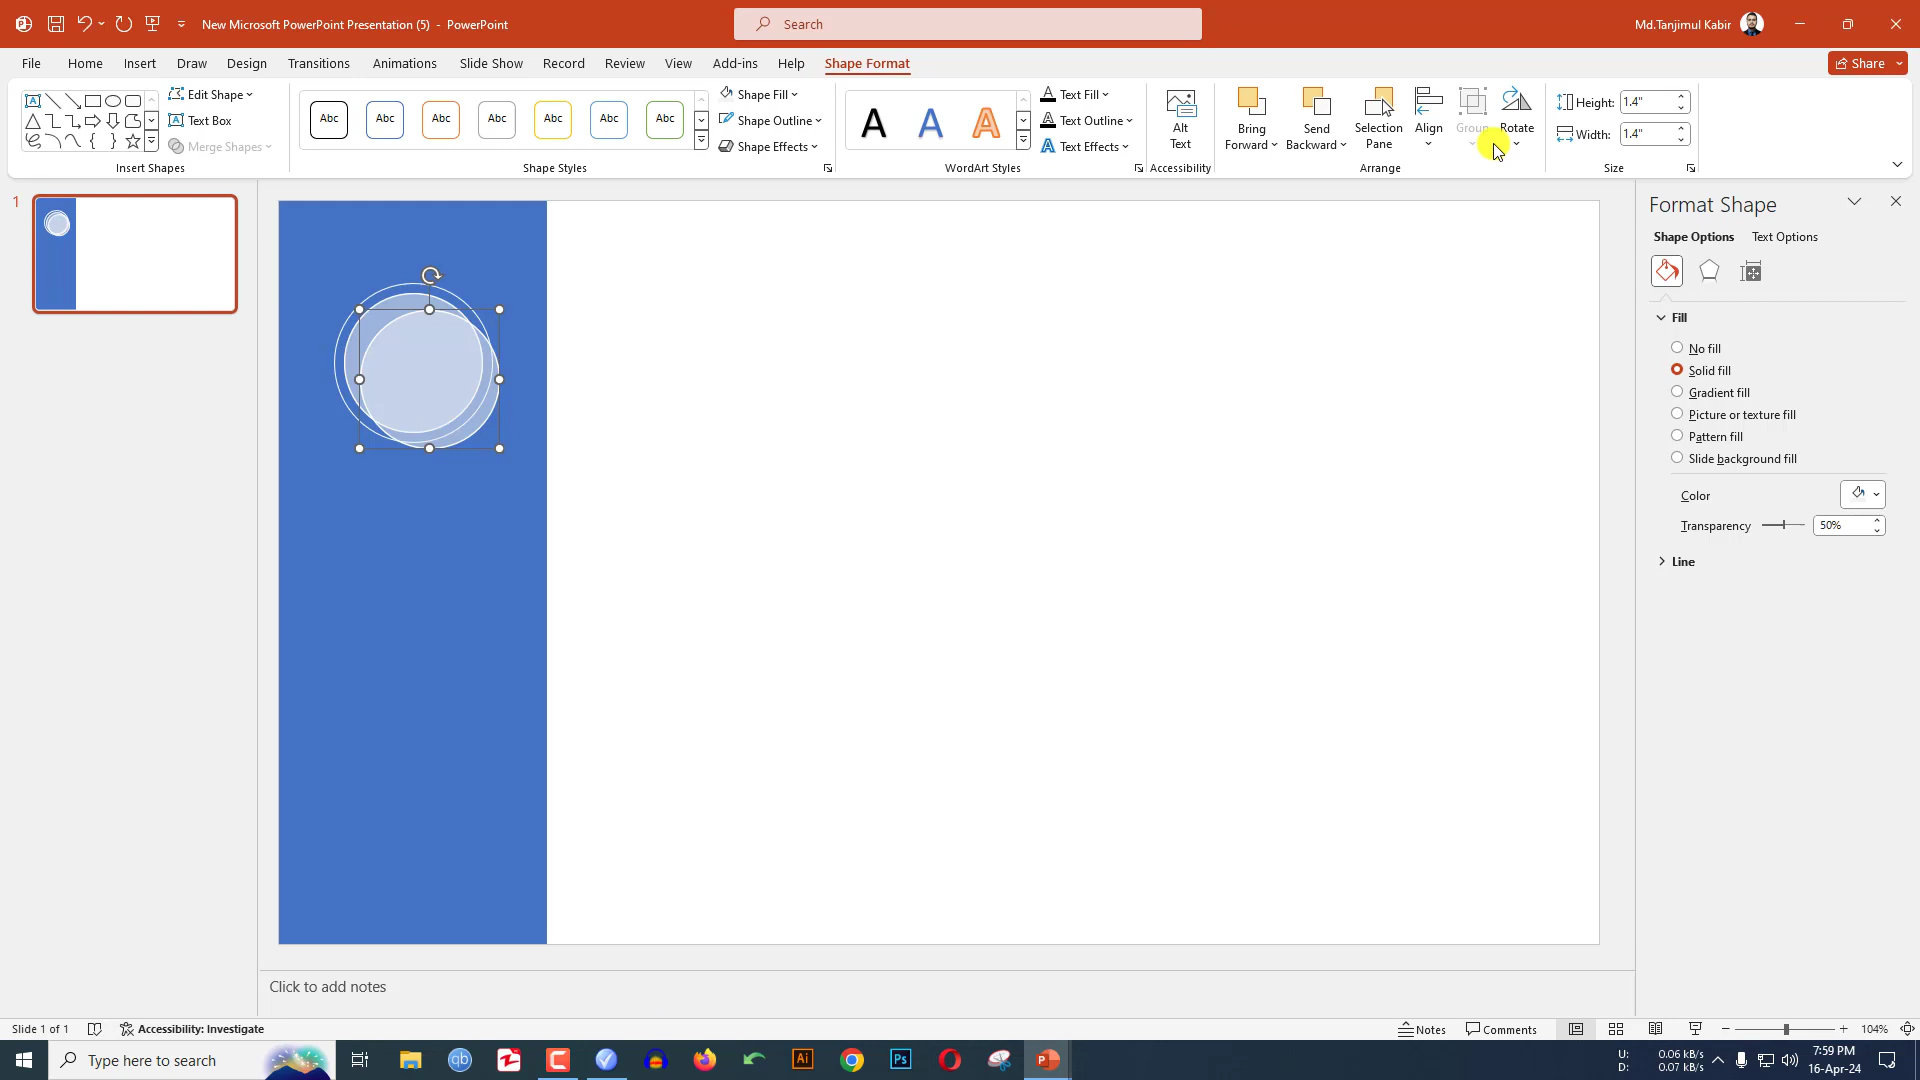 New Microsoft PowerPoint Presentation (5) - PowerPoint
Search
Md.Tanjimul Kabir
File Home Insert Draw Design Transitions Animations Slide Show Record Review View Add-ins Help Shape Format
Share
Edit Shape
Text Box
Merge Shapes
Insert Shapes
Abc Abc Abc Abc Abc Abc Abc
Shape Fill
Shape Outline
Shape Effects
Shape Styles
A A A
Text Fill
Text Outline
Text Effects
WordArt Styles
Alt
Text
Accessibility
Bring
Forward
Send
Backward
Selection
Pane
Align
Group
Rotate
Arrange
Height: 1.4"
Width: 1.4"
Size
1
Format Shape
Shape Options Text Options
Fill
No fill
Solid fill
Gradient fill
Picture or texture fill
Pattern fill
Slide background fill
Color
Transparency 50%
Line
Click to add notes
Slide 1 of 1
Accessibility: Investigate
Notes
Comments
104%
Type here to search
qb
Ai
Ps
U: 0.06 kB/s
D: 0.07 kB/s
7:59 PM
16-Apr-24